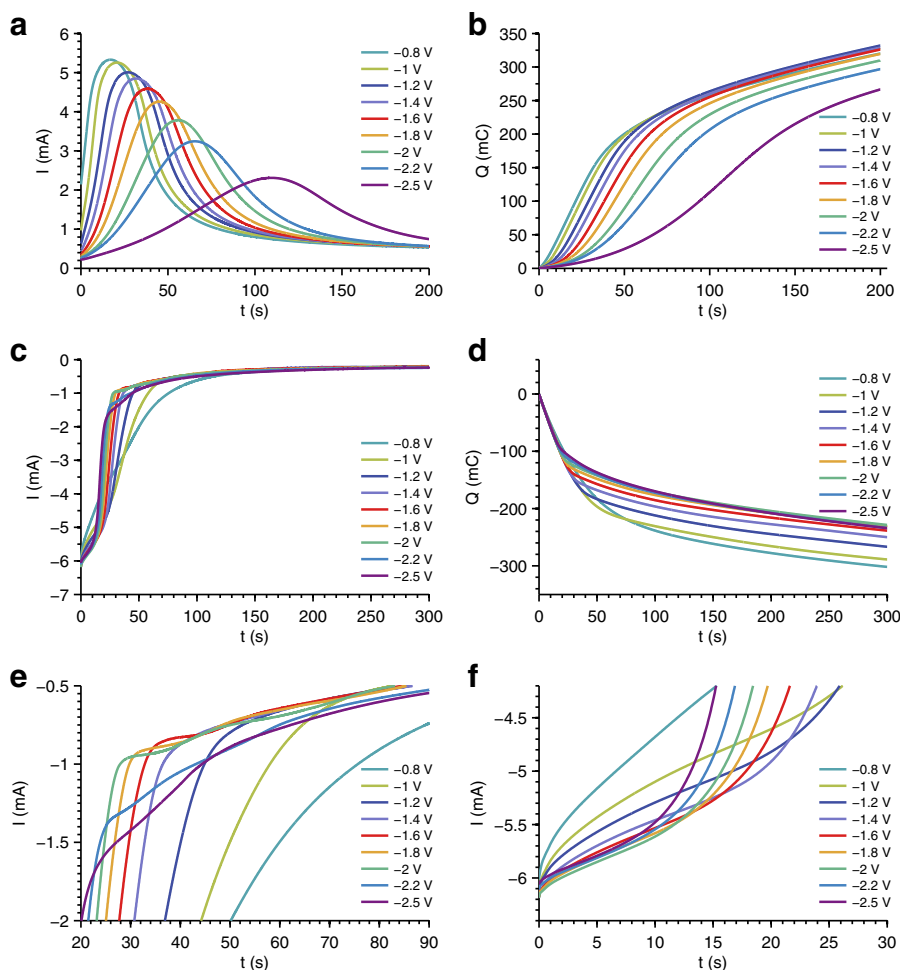 a
I (mA)
6
5
4
3
2
1
0
0 50 100 150 200
t (s)
−0.8 V
−1 V
−1.2 V
−1.4 V
−1.6 V
−1.8 V
−2 V
−2.2 V
−2.5 V
b
Q (mC)
350
300
250
200
150
100
50
0
0 50 100 150 200
t (s)
−0.8 V
−1 V
−1.2 V
−1.4 V
−1.6 V
−1.8 V
−2 V
−2.2 V
−2.5 V
c
I (mA)
0
−1
−2
−3
−4
−5
−6
−7
0 50 100 150 200 250 300
t (s)
−0.8 V
−1 V
−1.2 V
−1.4 V
−1.6 V
−1.8 V
−2 V
−2.2 V
−2.5 V
d
Q (mC)
0
−100
−200
−300
0 50 100 150 200 250 300
t (s)
−0.8 V
−1 V
−1.2 V
−1.4 V
−1.6 V
−1.8 V
−2 V
−2.2 V
−2.5 V
e
I (mA)
−0.5
−1
−1.5
−2
20 30 40 50 60 70 80 90
t (s)
−0.8 V
−1 V
−1.2 V
−1.4 V
−1.6 V
−1.8 V
−2 V
−2.2 V
−2.5 V
f
I (mA)
−4.5
−5
−5.5
−6
0 5 10 15 20 25 30
t (s)
−0.8 V
−1 V
−1.2 V
−1.4 V
−1.6 V
−1.8 V
−2 V
−2.2 V
−2.5 V